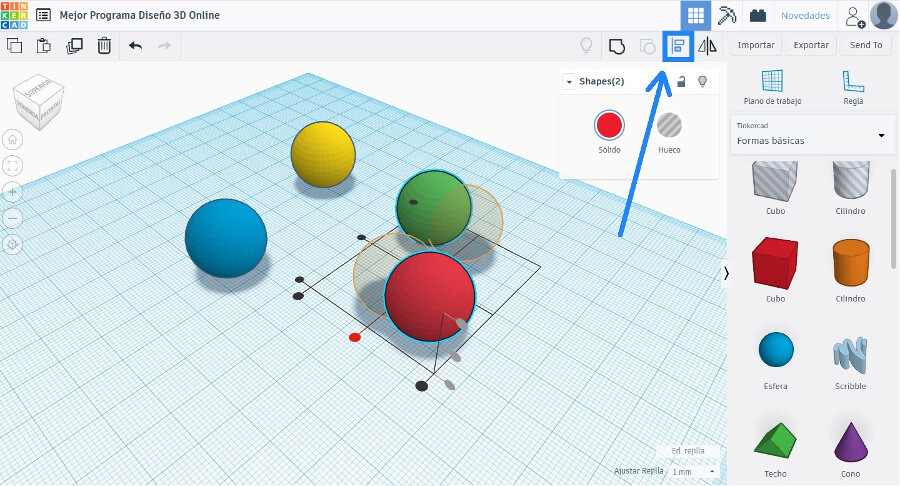 TIN
KER
CAD
Mejor Programa Diseño 3D Online
Novedades
Importar
Exportar
Send To
SUPERIOR
Shapes(2)
Sólido
Hueco
Plano de trabajo
Regla
Tinkercad
Formas básicas
Cubo
Cilindro
Cubo
Cilindro
Esfera
Scribble
Techo
Cono
Ed. rejilla
Ajustar Rejilla
1 mm